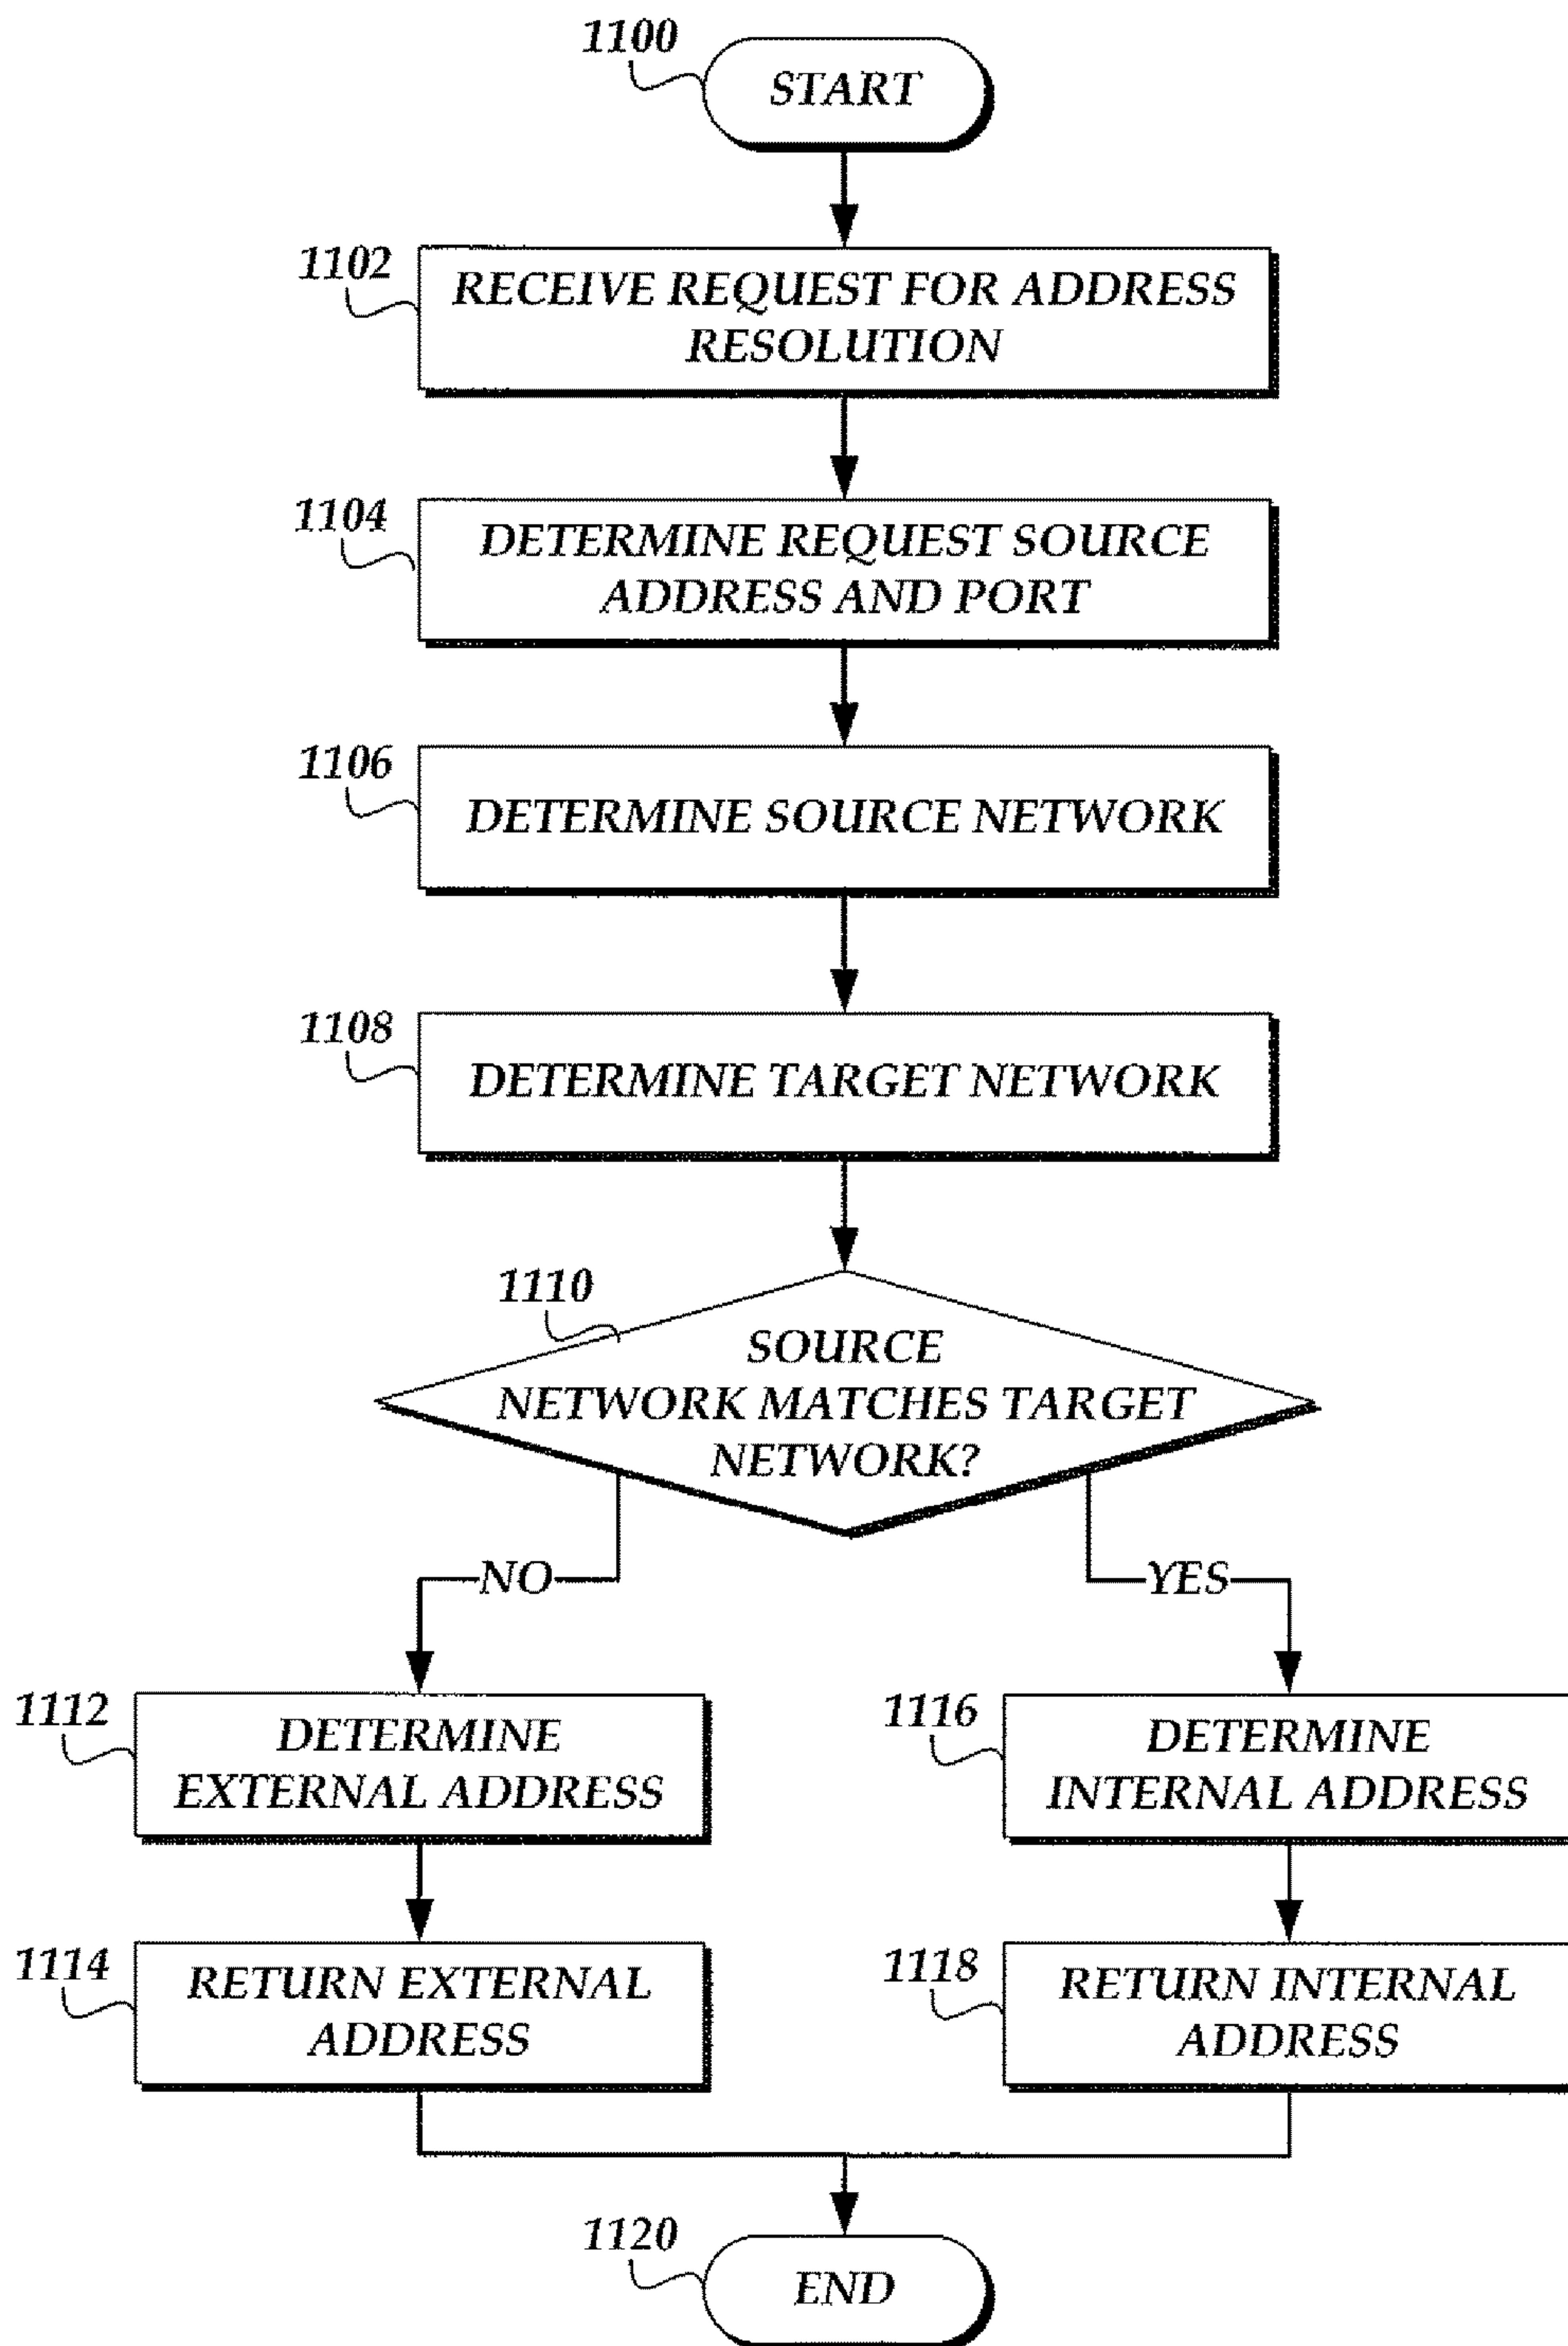 1100
START
1102
RECEIVE REQUEST FOR ADDRESS
RESOLUTION
1104
DETERMINE REQUEST SOURCE
ADDRESS AND PORT
1106
DETERMINE SOURCE NETWORK
1108
DETERMINE TARGET NETWORK
1110
SOURCE
NETWORK MATCHES TARGET
NETWORK?
NO
YES
1112
DETERMINE
EXTERNAL ADDRESS
1116
DETERMINE
INTERNAL ADDRESS
1114
RETURN EXTERNAL
ADDRESS
1118
RETURN INTERNAL
ADDRESS
1120
END